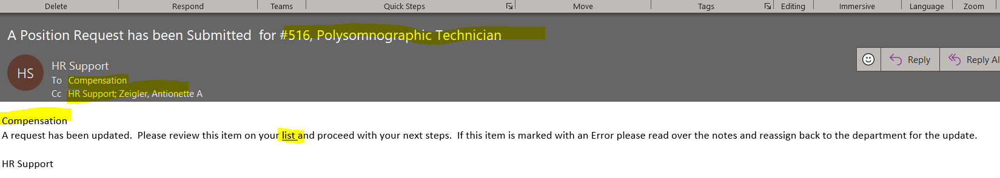 Delete Respond Teams Quick Steps Move Tags Editing Immersive Language Zoom
A Position Request has been Submitted  for #516, Polysomnographic Technician
HS
HR Support
To Compensation
Cc HR Support; Zeigler, Antionette A
Reply Reply Al
Compensation
A request has been updated.  Please review this item on your list and proceed with your next steps.  If this item is marked with an Error please read over the notes and reassign back to the department for the update.
HR Support